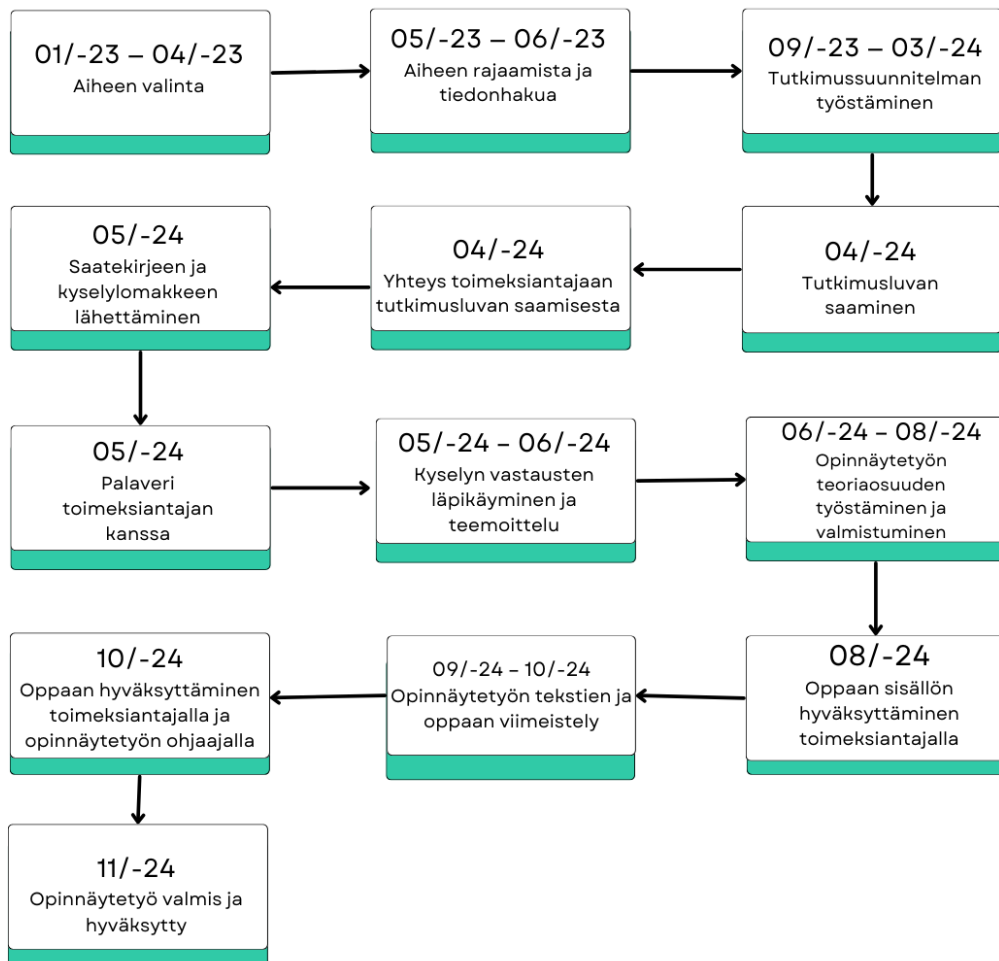 01/-23 – 04/-23
Aiheen valinta
05/-23 – 06/-23
Aiheen rajaamista ja
tiedonhakua
09/-23 – 03/-24
Tutkimussuunnitelman
työstäminen
04/-24
Tutkimusluvan
saaminen
04/-24
Yhteys toimeksiantajaan
tutkimusluvan saamisesta
05/-24
Saatekirjeen ja
kyselylomakkeen
lähettäminen
05/-24
Palaveri
toimeksiantajan
kanssa
05/-24 – 06/-24
Kyselyn vastausten
läpikäyminen ja
teemoittelu
06/-24 – 08/-24
Opinnäytetyön
teoriaosuuden
työstäminen ja
valmistuminen
08/-24
Oppaan sisällön
hyväksyttäminen
toimeksiantajalla
09/-24 – 10/-24
Opinnäytetyön tekstien ja
oppaan viimeistely
10/-24
Oppaan hyväksyttäminen
toimeksiantajalla ja
opinnäytetyön ohjaajalla
11/-24
Opinnäytetyö valmis ja
hyväksytty